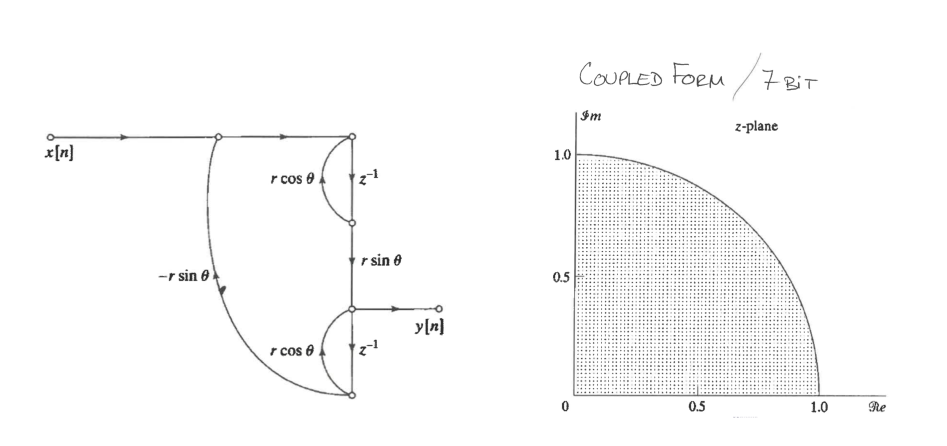 COUPLED FORM / 7 BIT
x[n]
r cos θ
z⁻¹
r sin θ
−r sin θ
y[n]
r cos θ
z⁻¹
ℐm
z-plane
1.0
0.5
0
0.5
1.0
ℛe